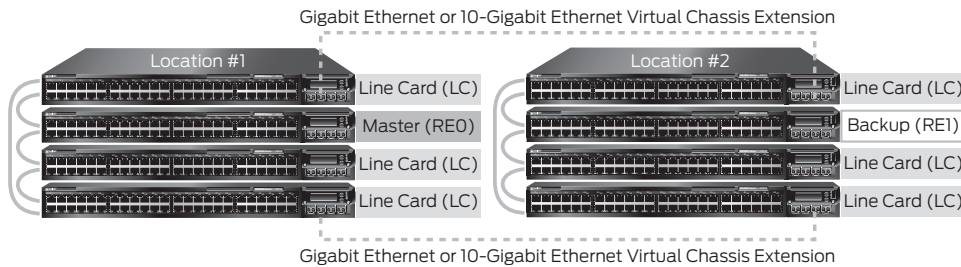 Gigabit Ethernet or 10-Gigabit Ethernet Virtual Chassis Extension
Location #1
Line Card (LC)
Master (RE0)
Line Card (LC)
Line Card (LC)
Location #2
Line Card (LC)
Backup (RE1)
Line Card (LC)
Line Card (LC)
Gigabit Ethernet or 10-Gigabit Ethernet Virtual Chassis Extension